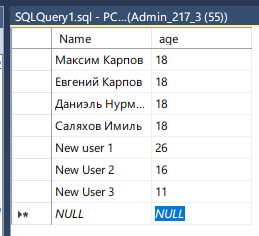 SQLQuery1.sql - PC...(Admin_217_3 (55))
Name age
Максим Карпов 18
Евгений Карпов 18
Даниэль Нурм... 18
Саляхов Имиль 18
New user 1 26
New User 2 16
New User 3 11
NULL NULL